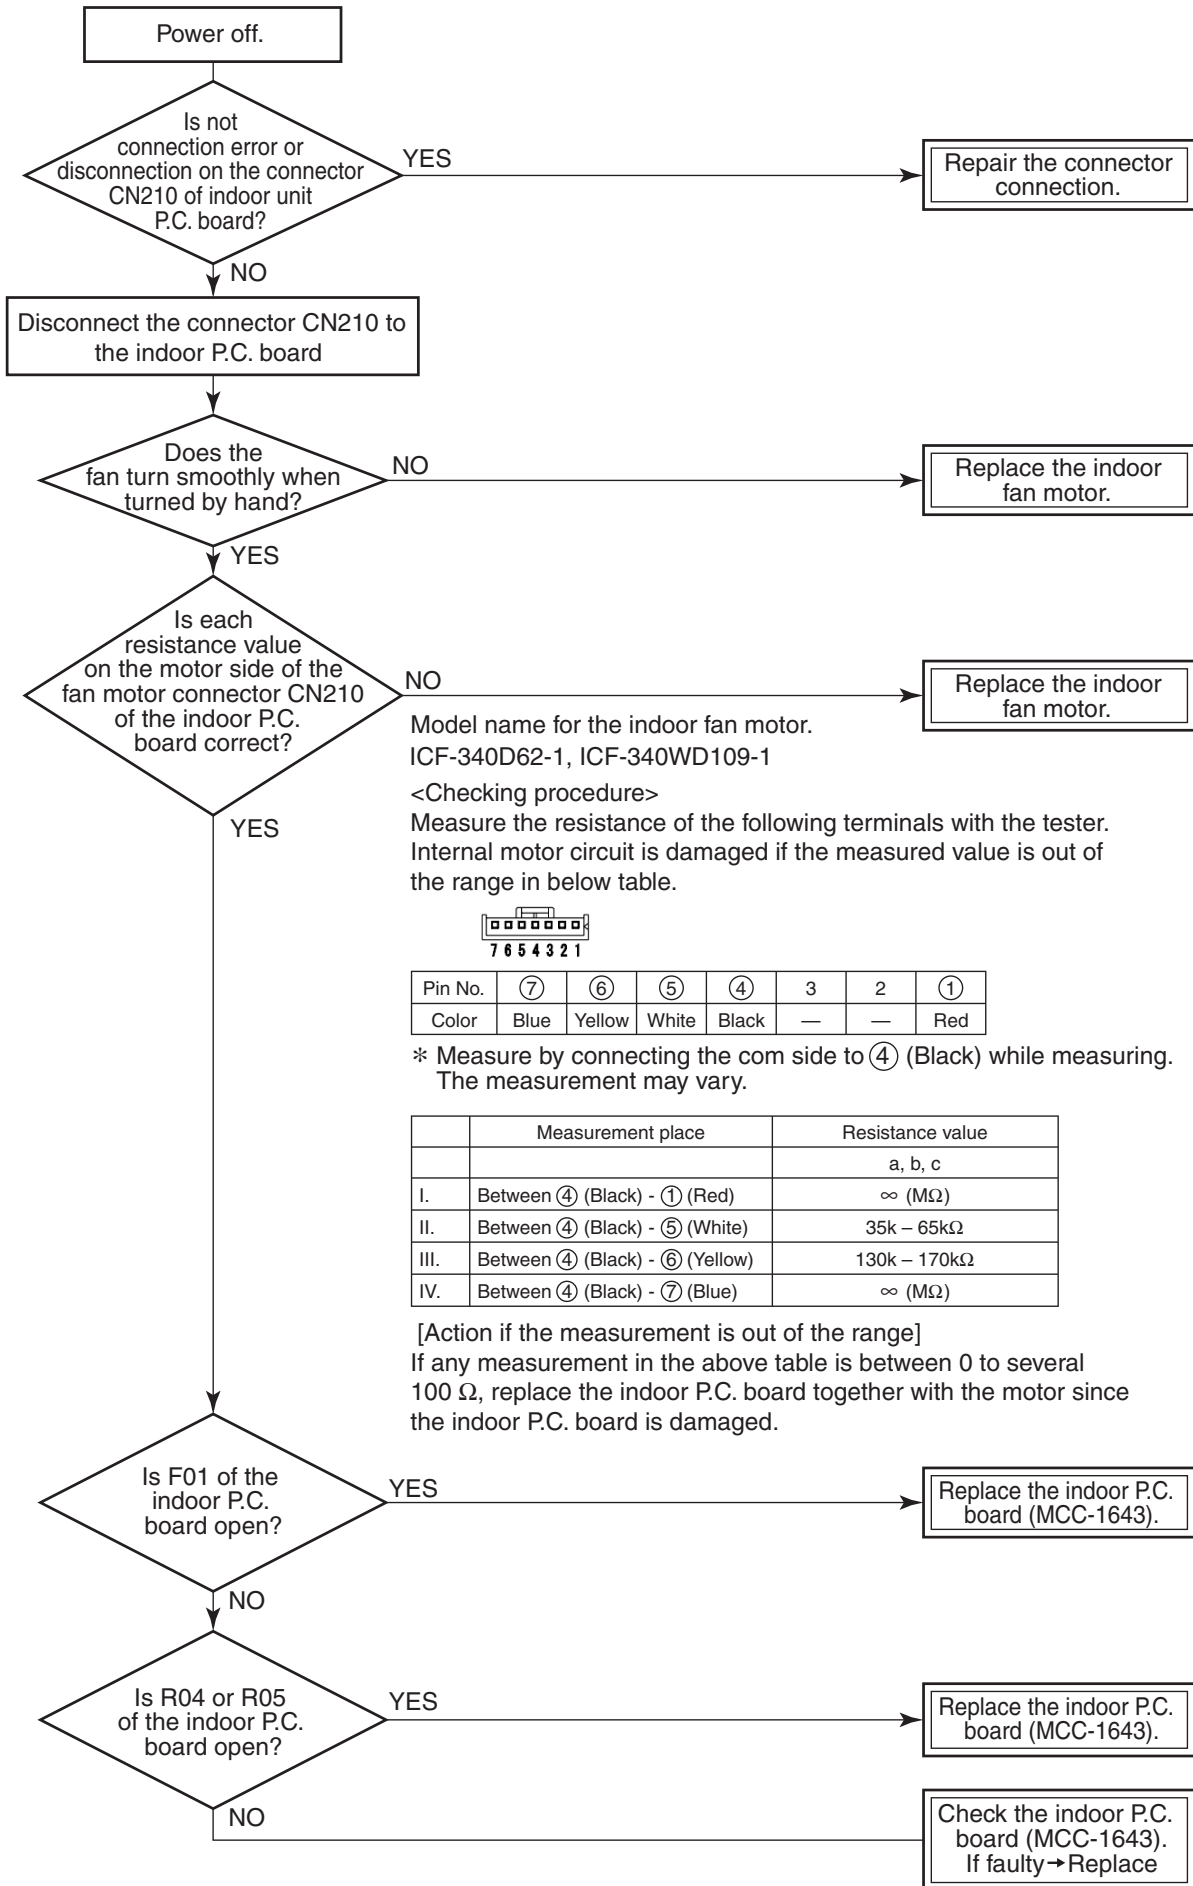 Power off.
Is not
connection error or
disconnection on the connector
CN210 of indoor unit
P.C. board?
YES
Repair the connector
connection.
NO
Disconnect the connector CN210 to
the indoor P.C. board
Does the
fan turn smoothly when
turned by hand?
NO
Replace the indoor
fan motor.
YES
Is each
resistance value
on the motor side of the
fan motor connector CN210
of the indoor P.C.
board correct?
NO
Replace the indoor
fan motor.
YES
Model name for the indoor fan motor.
ICF-340D62-1, ICF-340WD109-1
<Checking procedure>
Measure the resistance of the following terminals with the tester.
Internal motor circuit is damaged if the measured value is out of
the range in below table.
7 6 5 4 3 2 1
Pin No. ⑦ ⑥ ⑤ ④ 3 2 ①
Color Blue Yellow White Black — — Red
* Measure by connecting the com side to ④ (Black) while measuring.
The measurement may vary.
Measurement place Resistance value
a, b, c
I. Between ④ (Black) - ① (Red) ∞ (MΩ)
II. Between ④ (Black) - ⑤ (White) 35k – 65kΩ
III. Between ④ (Black) - ⑥ (Yellow) 130k – 170kΩ
IV. Between ④ (Black) - ⑦ (Blue) ∞ (MΩ)
[Action if the measurement is out of the range]
If any measurement in the above table is between 0 to several
100 Ω, replace the indoor P.C. board together with the motor since
the indoor P.C. board is damaged.
Is F01 of the
indoor P.C.
board open?
YES
Replace the indoor P.C.
board (MCC-1643).
NO
Is R04 or R05
of the indoor P.C.
board open?
YES
Replace the indoor P.C.
board (MCC-1643).
NO
Check the indoor P.C.
board (MCC-1643).
If faulty→Replace